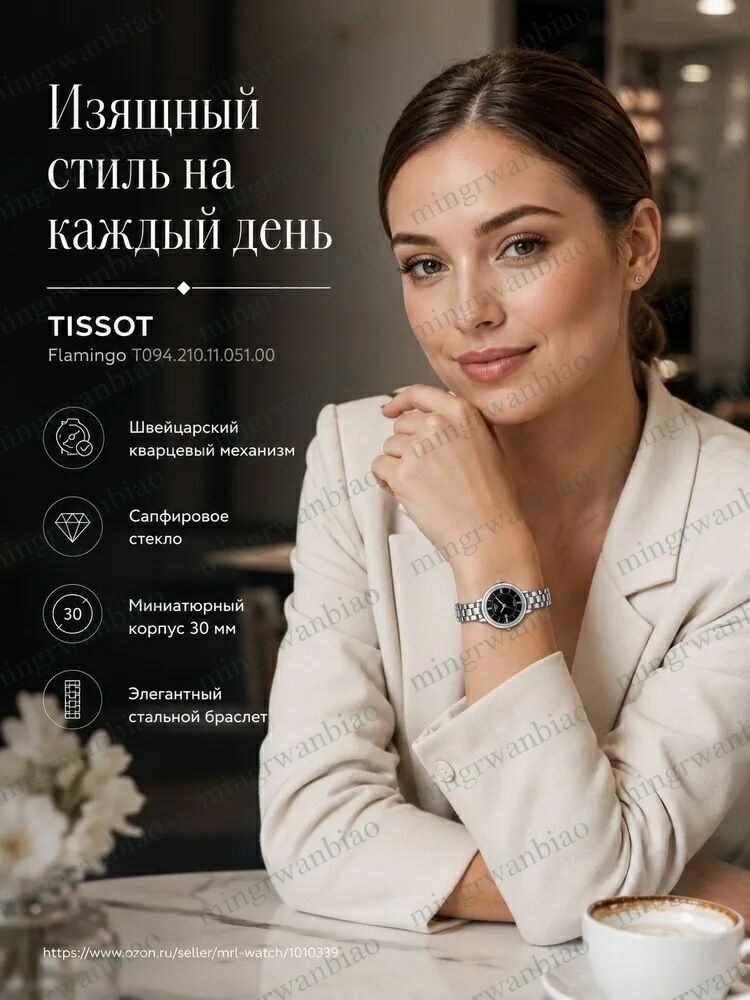 Изящный
стиль на
каждый день
TISSOT
Flamingo T094.210.11.051.00
Швейцарский
кварцевый механизм
Сапфировое
стекло
30
Миниатюрный
корпус 30 мм
Элегантный
стальной браслет
https://www.ozon.ru/seller/mrl-watch/1010339
mingrwanbiao